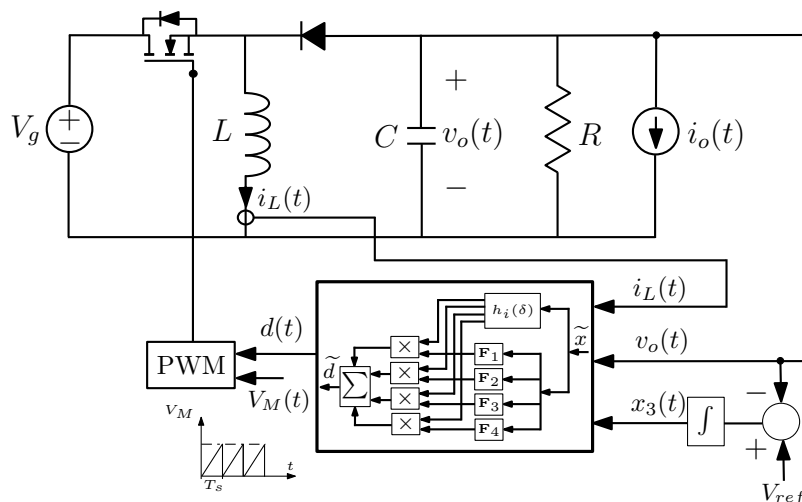 V_g
L
i_L(t)
C
+
v_o(t)
−
R
i_o(t)
h_i(δ)
F_1
F_2
F_3
F_4
×
×
×
×
∑
d̃
x̃
d(t)
PWM
V_M(t)
i_L(t)
v_o(t)
x_3(t)
∫
−
+
V_ref
V_M
T_s
t